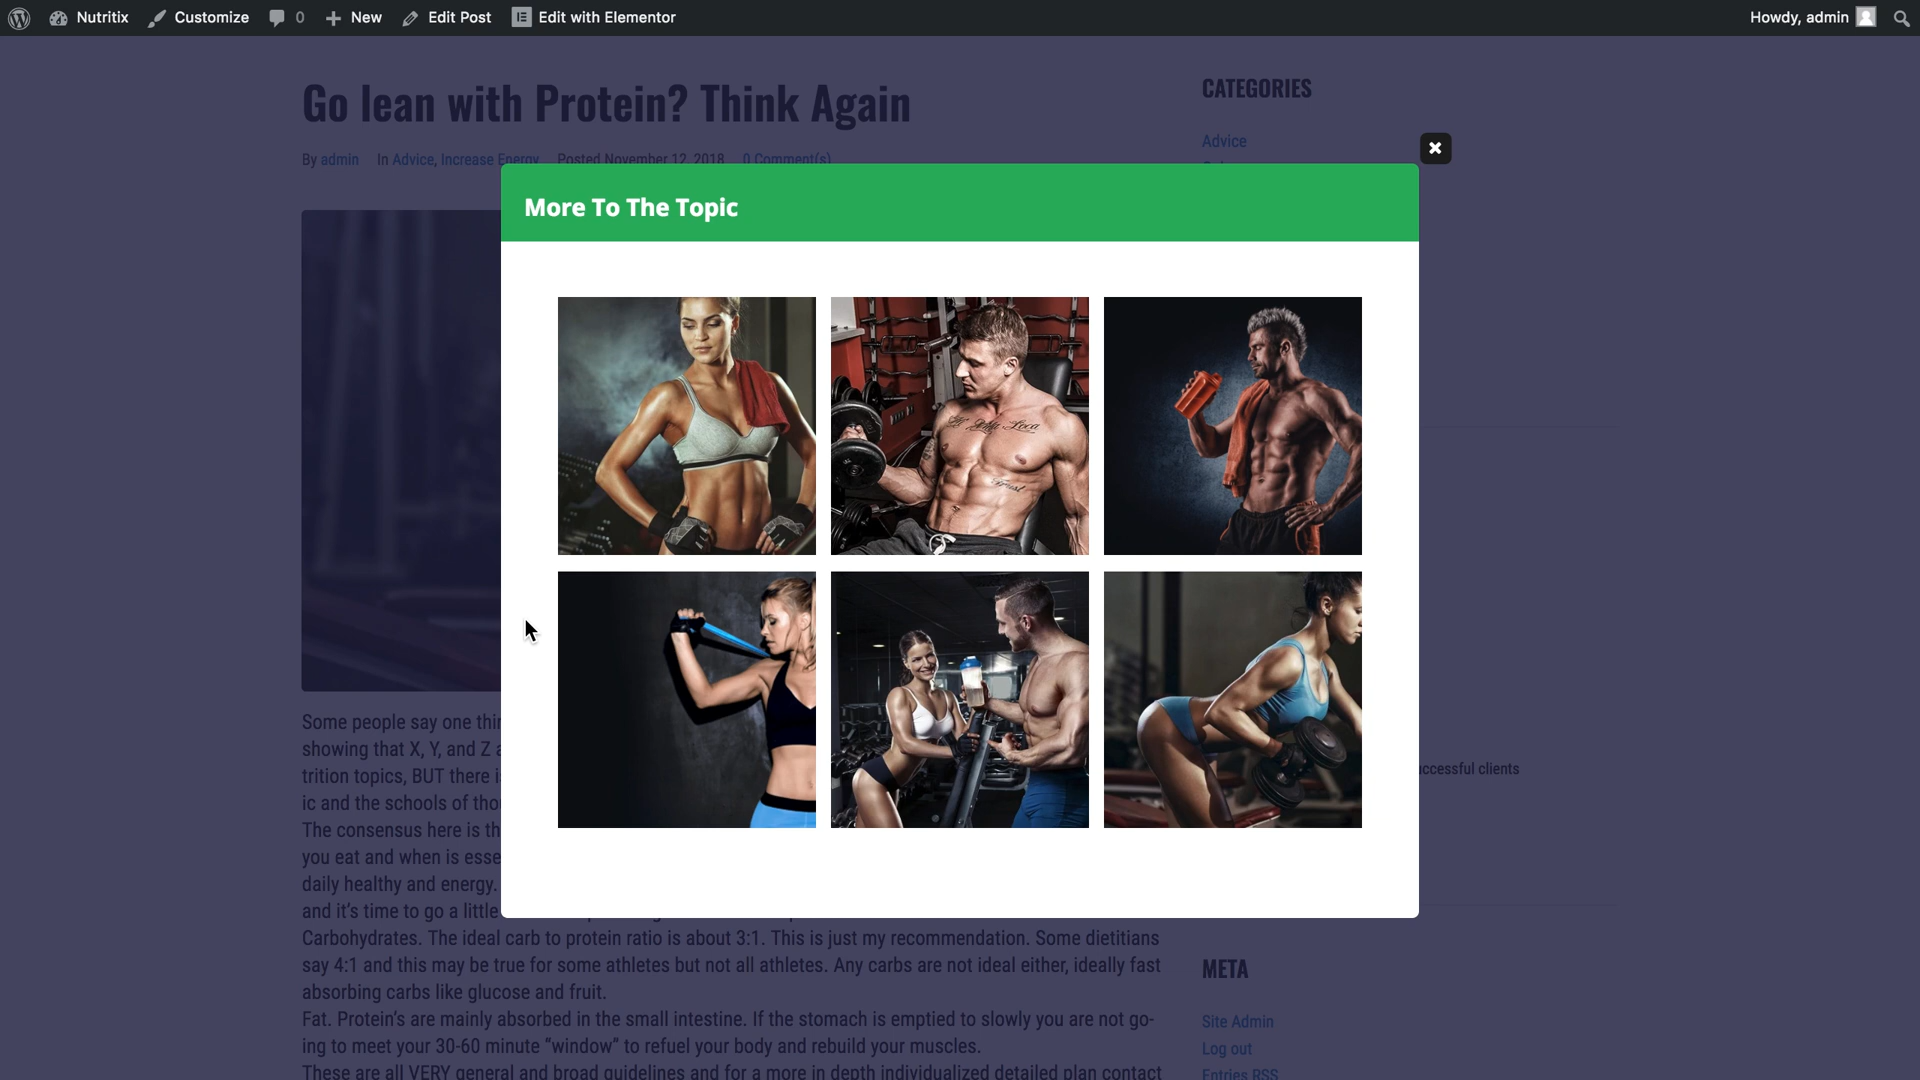 Nutritix Customize 0 New Edit Post Edit with Elementor Howdy, admin
Go lean with Protein? Think Again
By admin In Advice, Increase Energy Posted November 12, 2018 0 Comment(s)
CATEGORIES
Advice
More To The Topic
Trust
Some people say one thin
showing that X, Y, and Z a
trition topics, BUT there i
ic and the schools of tho
The consensus here is th
you eat and when is esse
daily healthy and energy.
and it's time to go a little
Carbohydrates. The ideal carb to protein ratio is about 3:1. This is just my recommendation. Some dietitians
say 4:1 and this may be true for some athletes but not all athletes. Any carbs are not ideal either, ideally fast
absorbing carbs like glucose and fruit.
Fat. Protein's are mainly absorbed in the small intestine. If the stomach is emptied to slowly you are not go-
ing to meet your 30-60 minute “window” to refuel your body and rebuild your muscles.
These are all VERY general and broad guidelines and for a more in depth individualized detailed plan contact
ccessful clients
META
Site Admin
Log out
Entries RSS